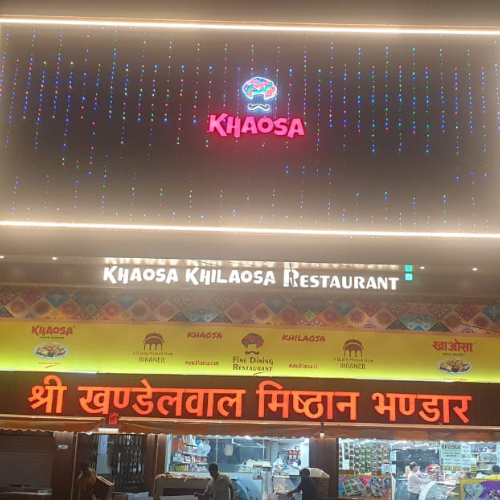 KHAOSA
KHAOSA KHILAOSA RESTAURANT
KHAOSA
KHAOSA
FINE DINING
RESTAURANT
KHILAOSA
BIKANER
BIKANER
खाओसा
श्री खण्डेलवाल मिष्ठान भण्डार